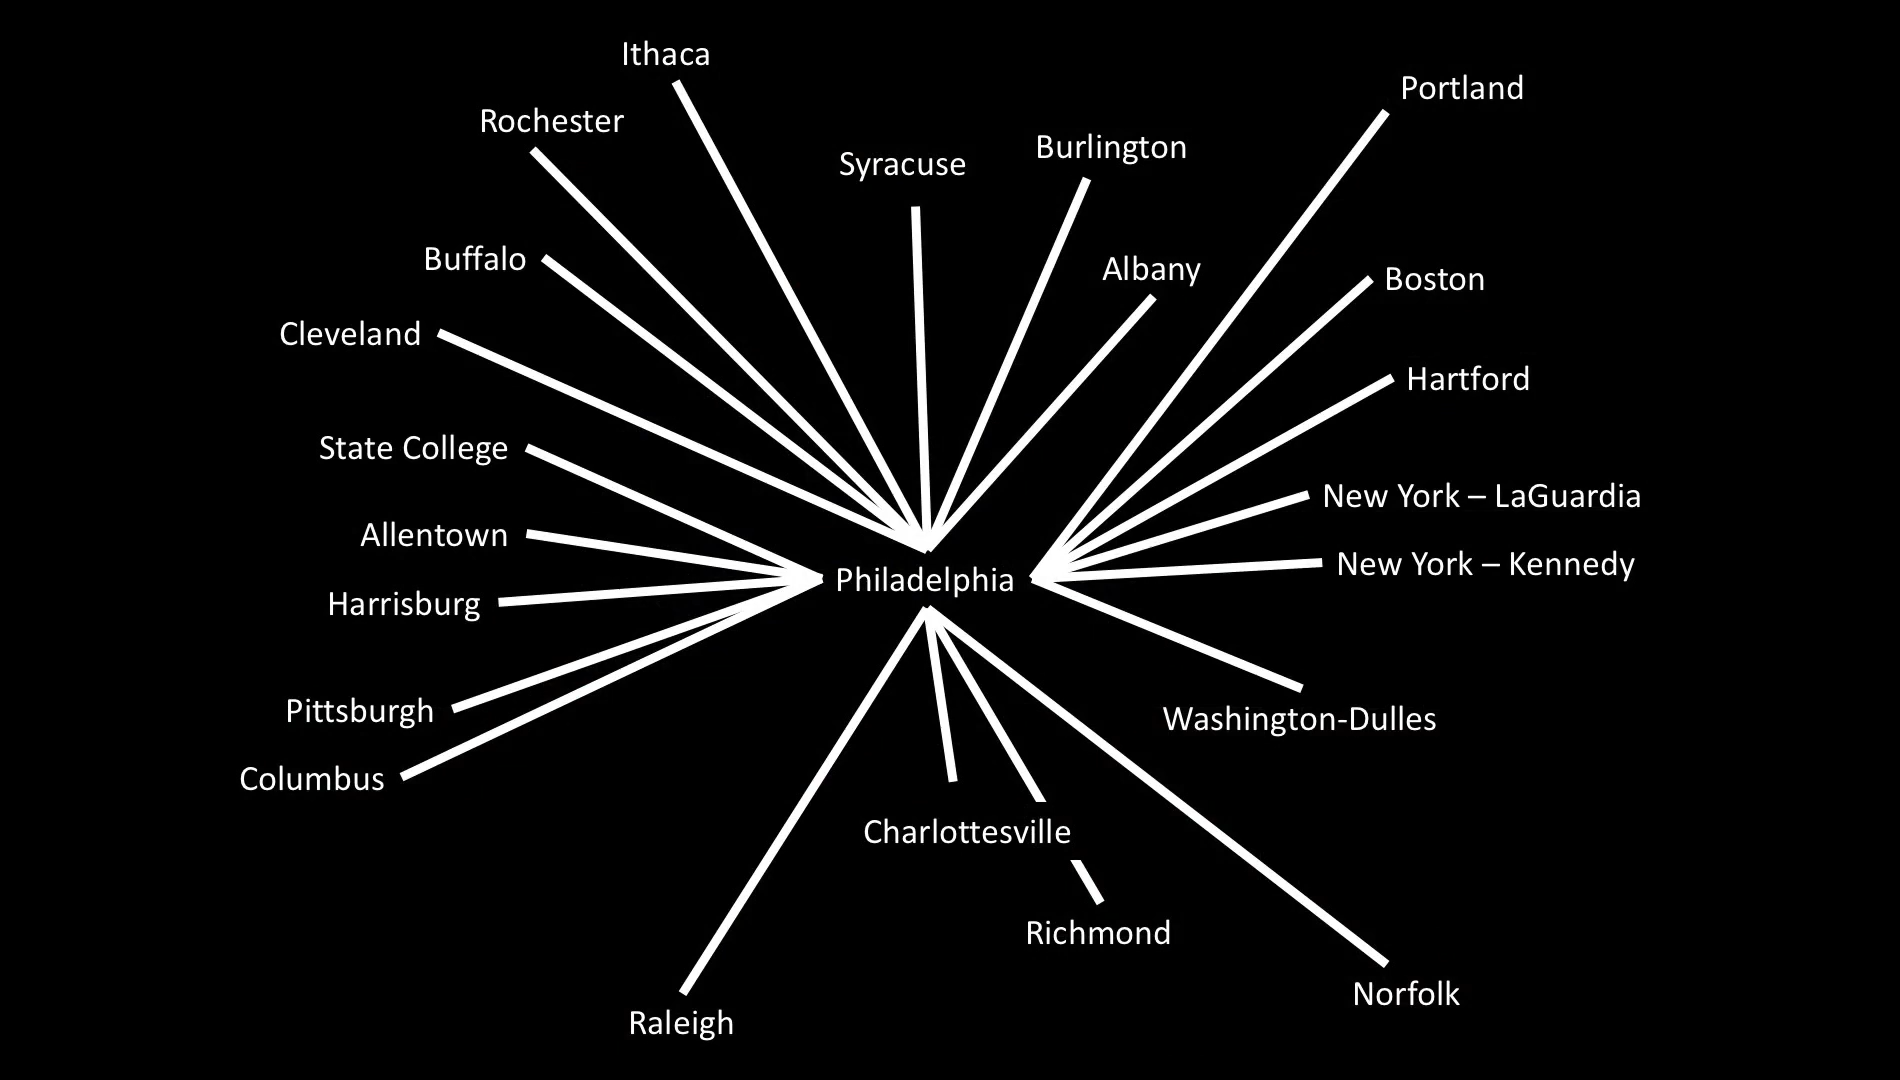 Ithaca
Portland
Rochester
Burlington
Syracuse
Buffalo
Albany
Boston
Cleveland
Hartford
State College
New York – LaGuardia
Allentown
New York – Kennedy
Philadelphia
Harrisburg
Pittsburgh
Washington-Dulles
Columbus
Charlottesville
Richmond
Norfolk
Raleigh